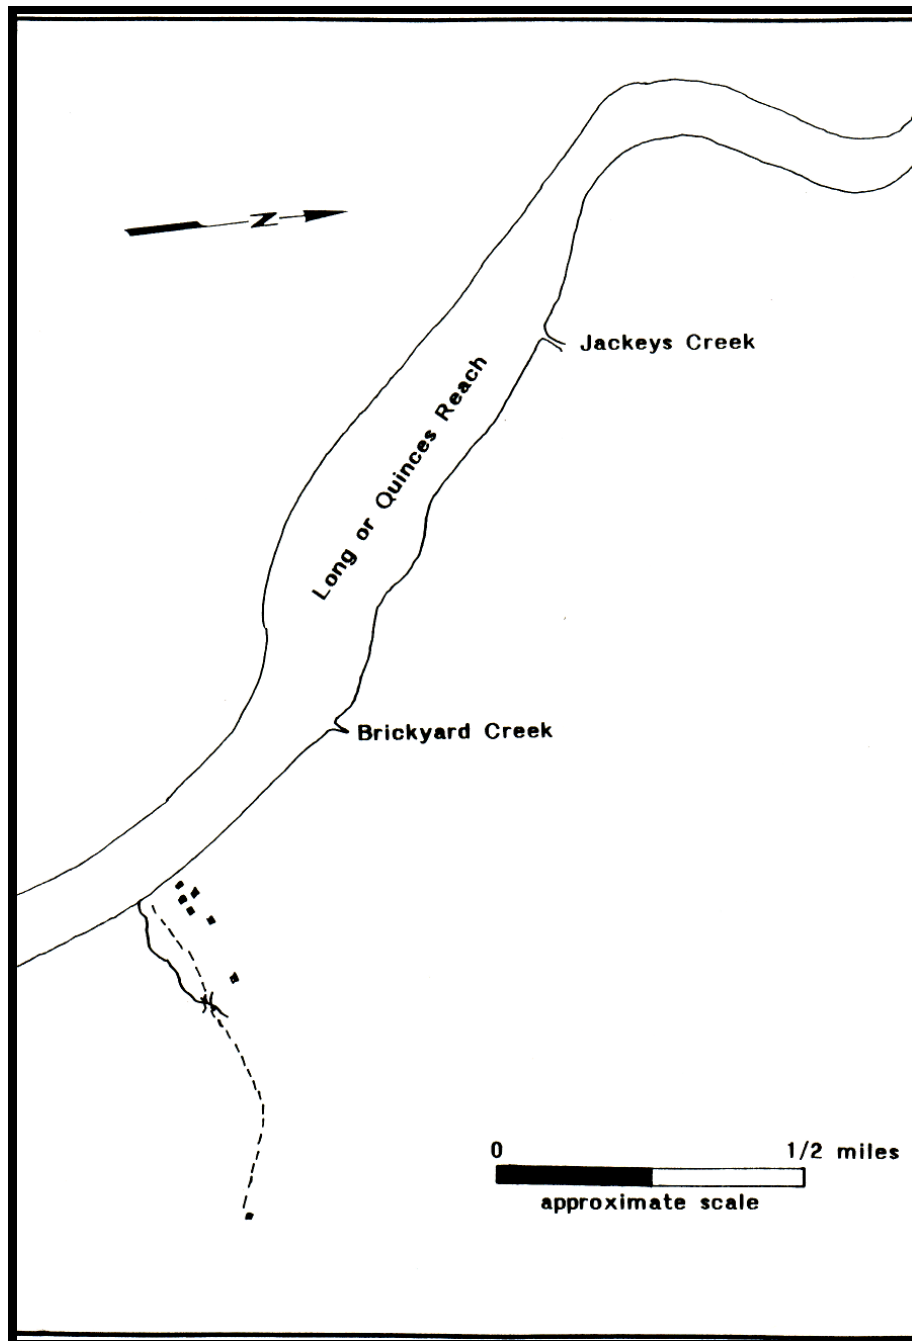 N
Jackeys Creek
Long or Quinces Reach
Brickyard Creek
0 1/2 miles
approximate scale